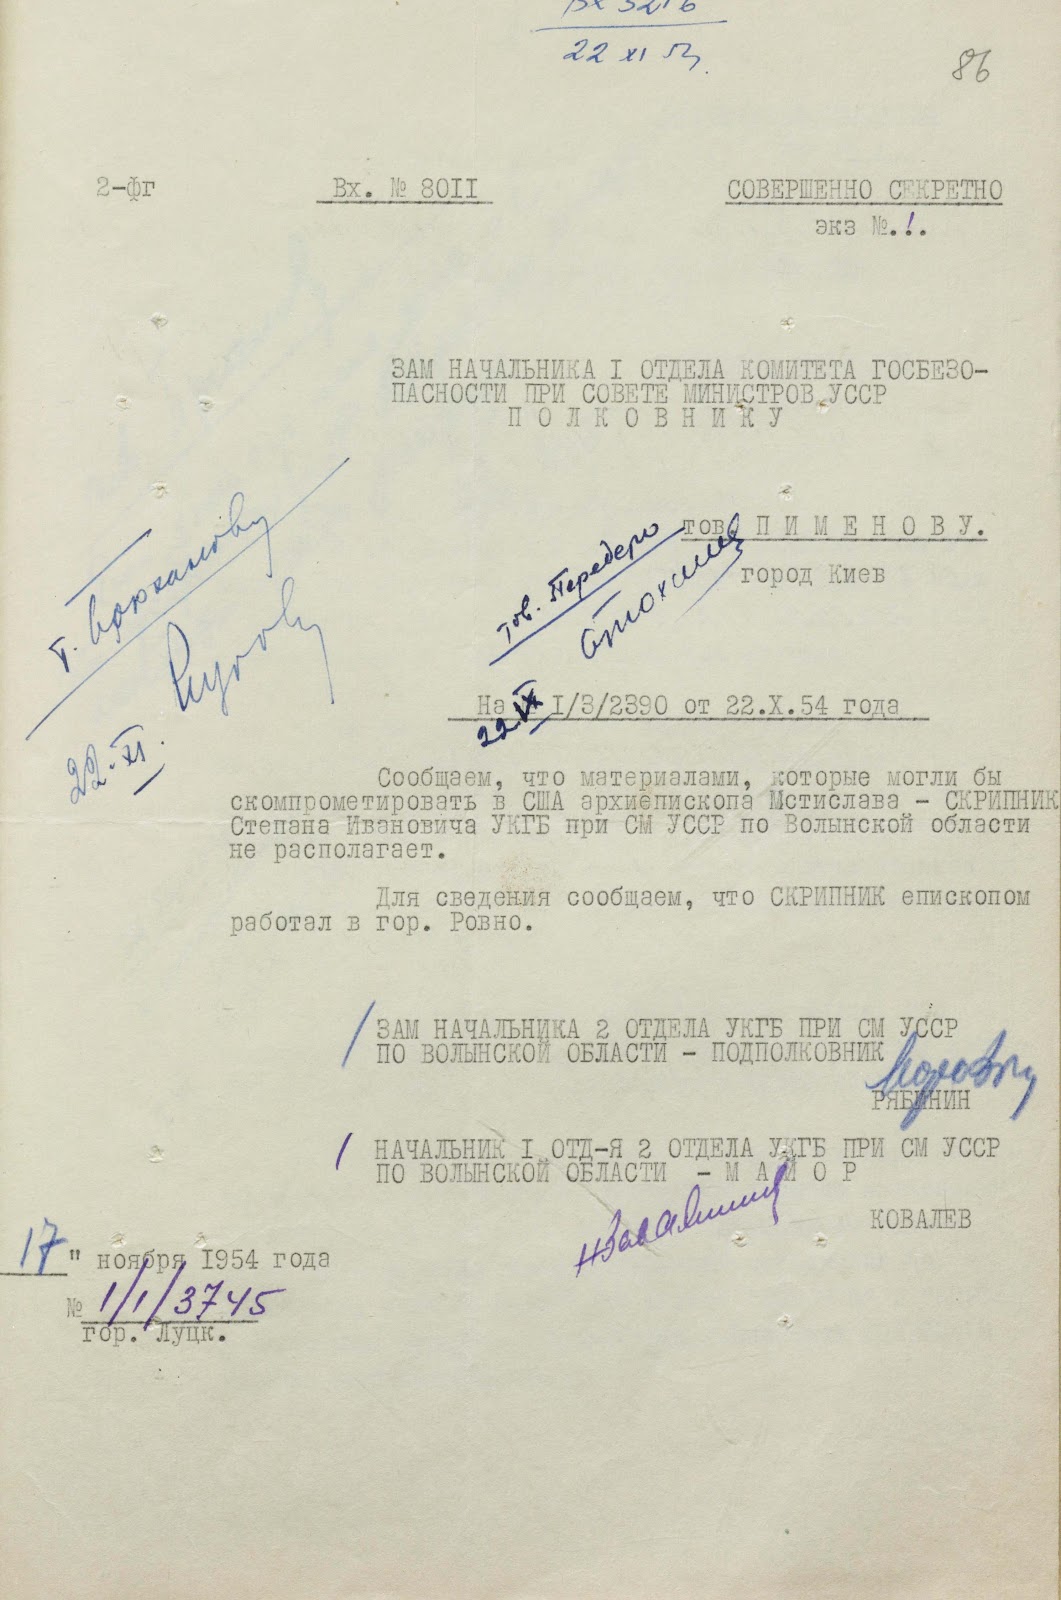 22 XI
86
2-фг Вх. № 80II СОВЕРШЕННО СЕКРЕТНО
экз №.1.
ЗАМ НАЧАЛЬНИКА I ОТДЕЛА КОМИТЕТА ГОСБЕЗО-
ПАСНОСТИ ПРИ СОВЕТЕ МИНИСТРОВ УССР
П О Л К О В Н И К У
тов. П И М Е Н О В У.
город Киев
тов.
22. XI.
22 IX
На I/3/2390 от 22.X.54 года
Сообщаем, что материалами, которые могли бы
скомпрометировать в США архиепископа Мстислава - СКРИПНИК
Степана Ивановича УКГБ при СМ УССР по Волынской области
не располагает.
Для сведения сообщаем, что СКРИПНИК епископом
работал в гор. Ровно.
ЗАМ НАЧАЛЬНИКА 2 ОТДЕЛА УКГБ ПРИ СМ УССР
ПО ВОЛЫНСКОЙ ОБЛАСТИ - ПОДПОЛКОВНИК
РЯБИНИН
НАЧАЛЬНИК I ОТД-Я 2 ОТДЕЛА УКГБ ПРИ СМ УССР
ПО ВОЛЫНСКОЙ ОБЛАСТИ - М А Й О Р
КОВАЛЕВ
17" ноября 1954 года
№ 1/1/3745
гор. Луцк.